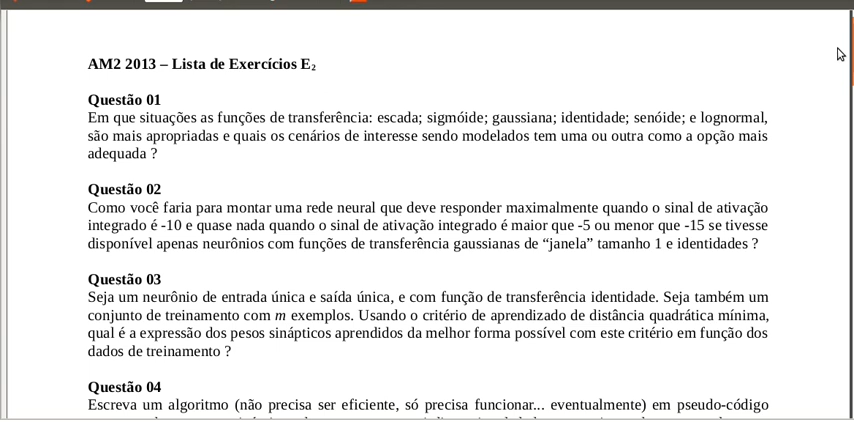 AM2 2013 – Lista de Exercícios E₂
Questão 01
Em que situações as funções de transferência: escada; sigmóide; gaussiana; identidade; senóide; e lognormal,
são mais apropriadas e quais os cenários de interesse sendo modelados tem uma ou outra como a opção mais
adequada ?
Questão 02
Como você faria para montar uma rede neural que deve responder maximalmente quando o sinal de ativação
integrado é -10 e quase nada quando o sinal de ativação integrado é maior que -5 ou menor que -15 se tivesse
disponível apenas neurônios com funções de transferência gaussianas de “janela” tamanho 1 e identidades ?
Questão 03
Seja um neurônio de entrada única e saída única, e com função de transferência identidade. Seja também um
conjunto de treinamento com m exemplos. Usando o critério de aprendizado de distância quadrática mínima,
qual é a expressão dos pesos sinápticos aprendidos da melhor forma possível com este critério em função dos
dados de treinamento ?
Questão 04
Escreva um algoritmo (não precisa ser eficiente, só precisa funcionar... eventualmente) em pseudo-código